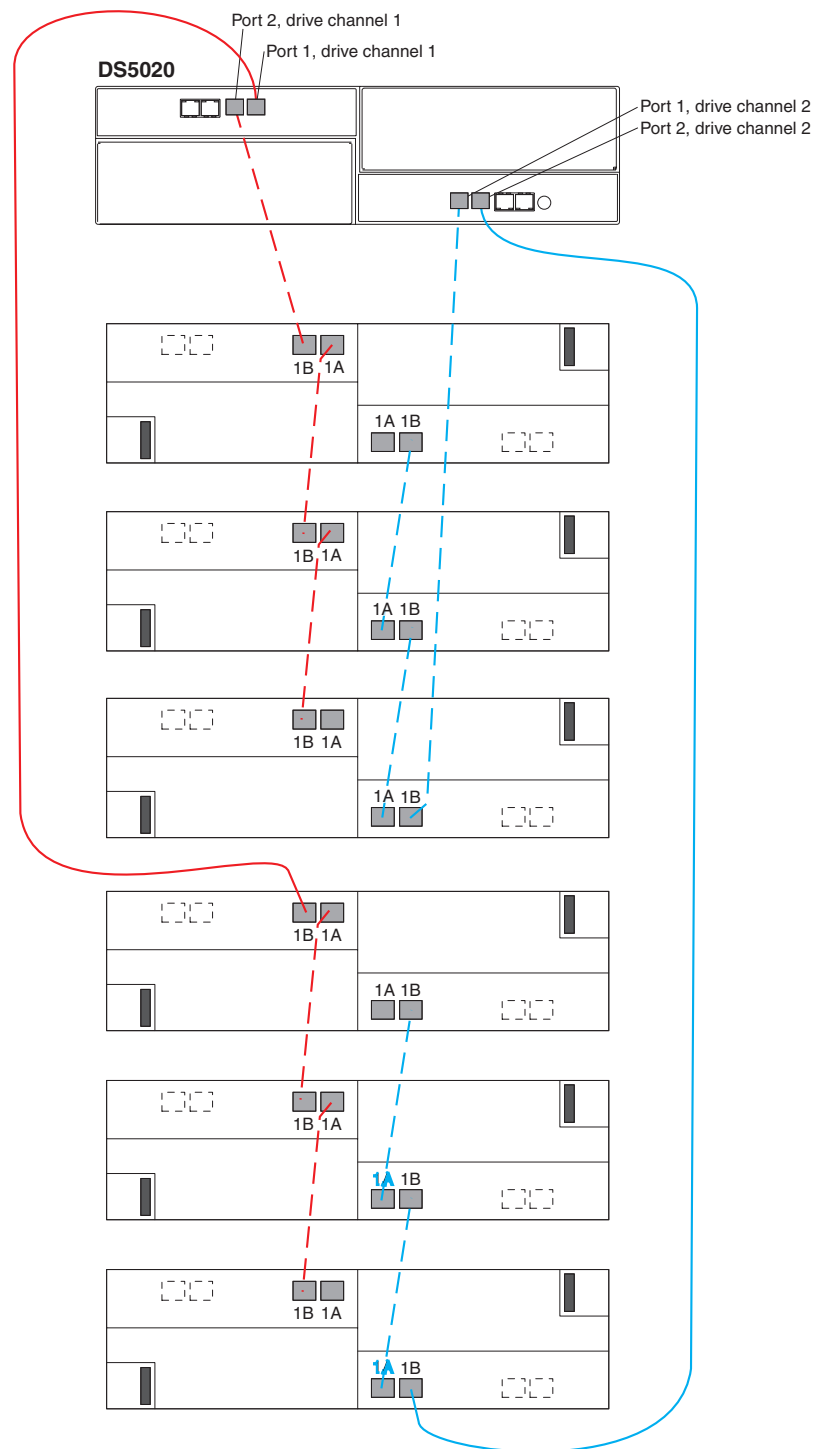 Port 2, drive channel 1
Port 1, drive channel 1
DS5020
Port 1, drive channel 2
Port 2, drive channel 2
1B 1A
1A 1B
1B 1A
1A 1B
1B 1A
1A 1B
1B 1A
1A 1B
1B 1A
1A 1B
1B 1A
1A 1B